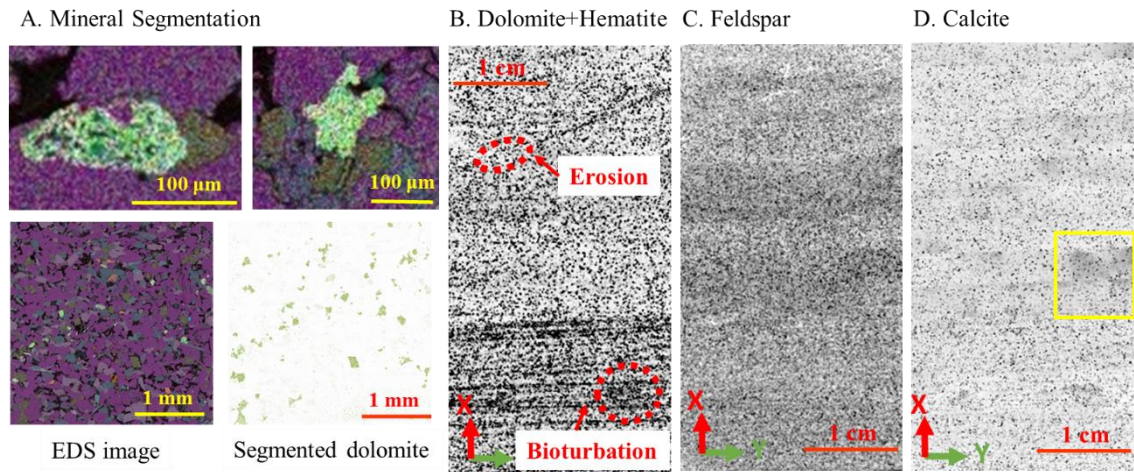 A. Mineral Segmentation
B. Dolomite+Hematite
C. Feldspar
D. Calcite
100 μm
100 μm
1 mm
1 mm
EDS image
Segmented dolomite
1 cm
Erosion
Bioturbation
X
X
Y
1 cm
X
Y
1 cm